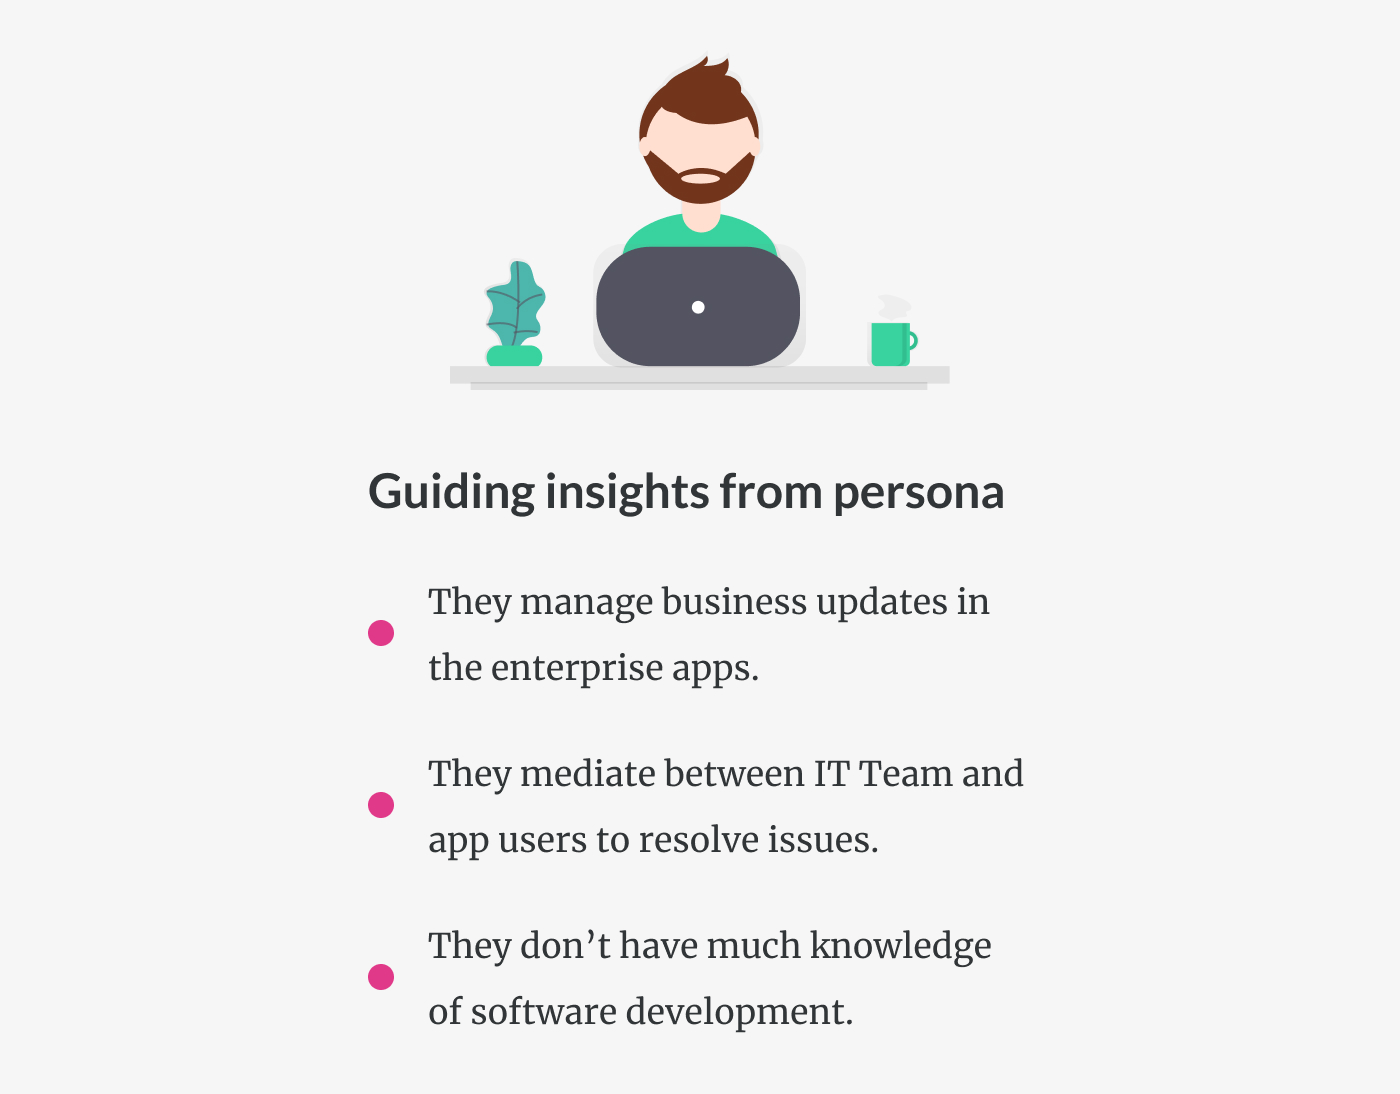 Guiding insights from persona
They manage business updates in
the enterprise apps.
They mediate between IT Team and
app users to resolve issues.
They don’t have much knowledge
of software development.